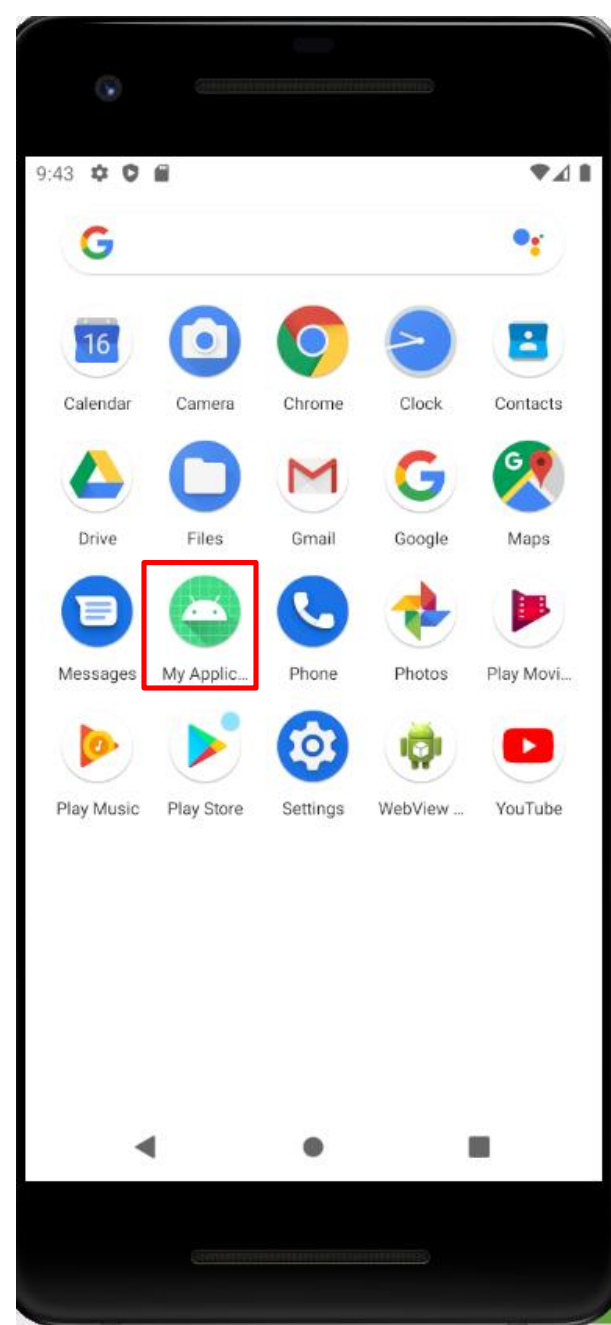 9:43
G
16
Calendar Camera Chrome Clock Contacts
G G
Drive Files Gmail Google Maps
Messages My Applic... Phone Photos Play Movi...
Play Music Play Store Settings WebView ... YouTube